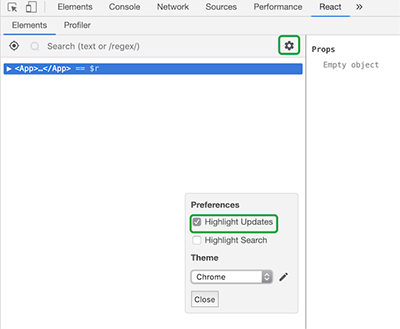 Elements Console Network Sources Performance React »
Elements Profiler
Search (text or /regex/)
Props
▶ <App>…</App> == $r
Empty object
Preferences
Highlight Updates
Highlight Search
Theme
Chrome
Close